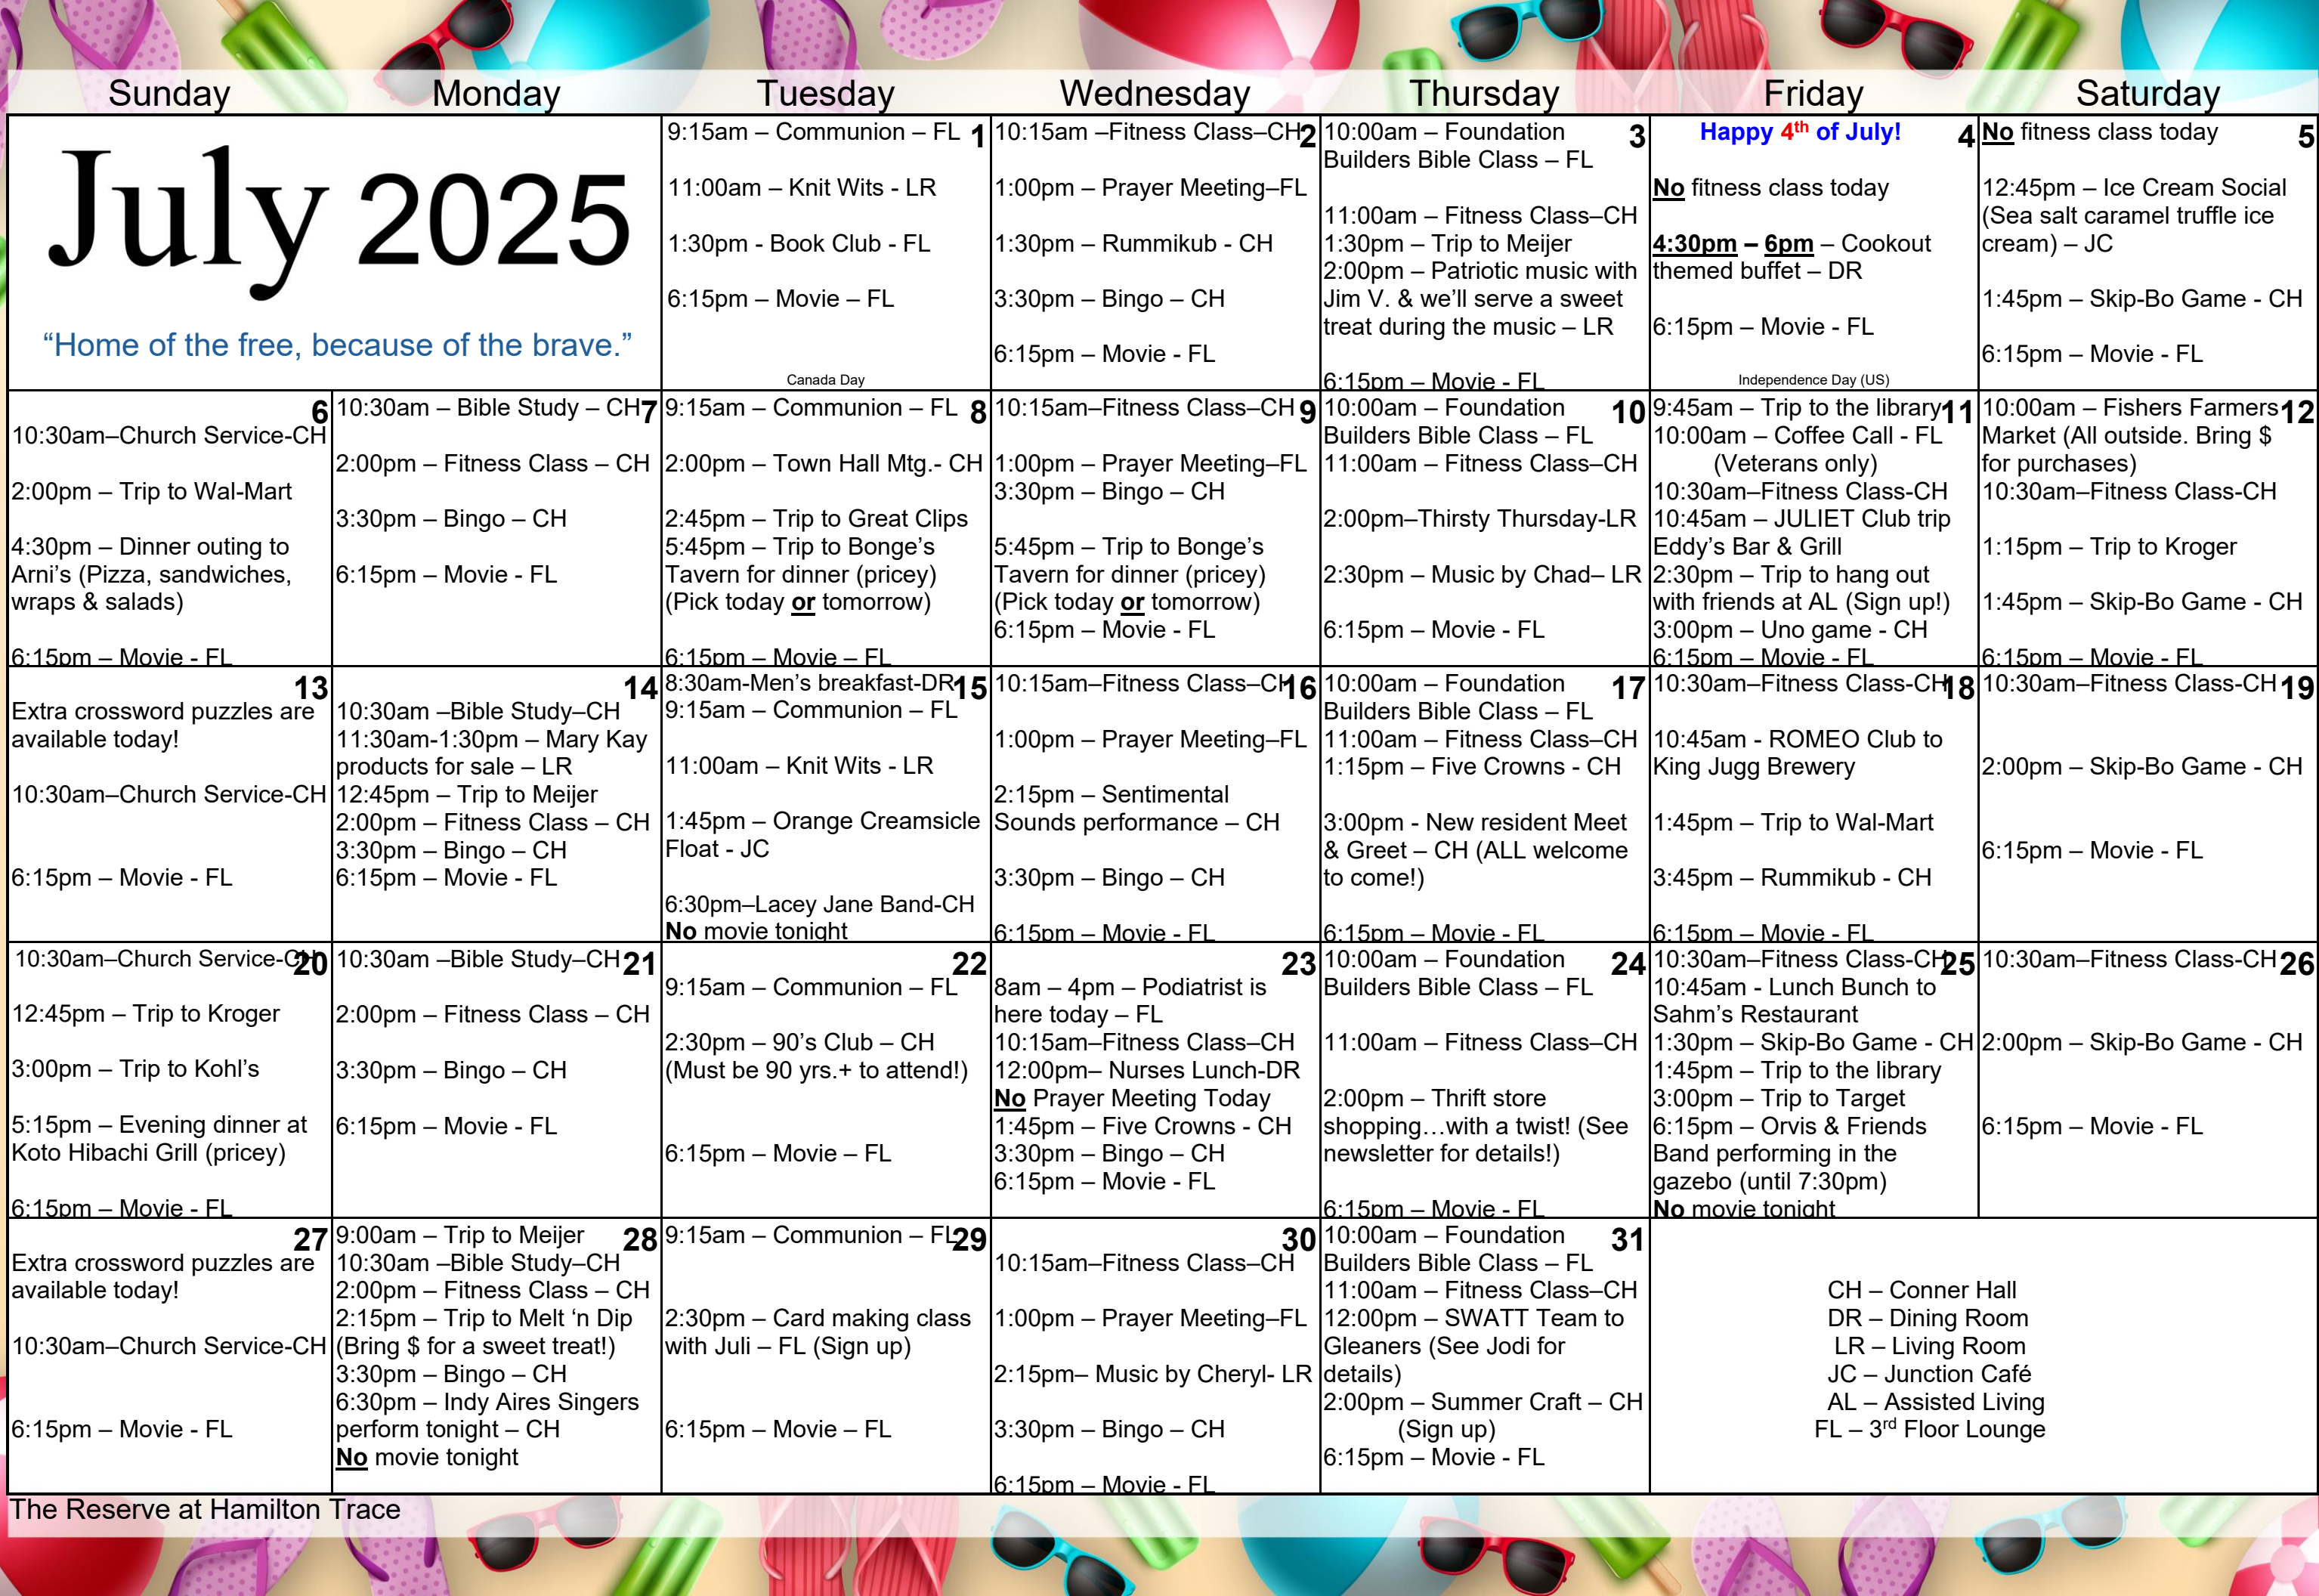 Sunday Monday Tuesday Wednesday Thursday Friday Saturday
July 2025
“Home of the free, because of the brave.”
9:15am – Communion – FL 1
11:00am – Knit Wits - LR
1:30pm - Book Club - FL
6:15pm – Movie – FL
Canada Day
10:15am –Fitness Class–CH 2
1:00pm – Prayer Meeting–FL
1:30pm – Rummikub - CH
3:30pm – Bingo – CH
6:15pm – Movie - FL
10:00am – Foundation 3
Builders Bible Class – FL
11:00am – Fitness Class–CH
1:30pm – Trip to Meijer
2:00pm – Patriotic music with
Jim V. & we’ll serve a sweet
treat during the music – LR
6:15pm – Movie - FL
Happy 4th of July! 4
No fitness class today
4:30pm – 6pm – Cookout
themed buffet – DR
6:15pm – Movie - FL
Independence Day (US)
No fitness class today 5
12:45pm – Ice Cream Social
(Sea salt caramel truffle ice
cream) – JC
1:45pm – Skip-Bo Game - CH
6:15pm – Movie - FL
6
10:30am–Church Service-CH
2:00pm – Trip to Wal-Mart
4:30pm – Dinner outing to
Arni’s (Pizza, sandwiches,
wraps & salads)
6:15pm – Movie - FL
10:30am – Bible Study – CH 7
2:00pm – Fitness Class – CH
3:30pm – Bingo – CH
6:15pm – Movie - FL
9:15am – Communion – FL 8
2:00pm – Town Hall Mtg.- CH
2:45pm – Trip to Great Clips
5:45pm – Trip to Bonge’s
Tavern for dinner (pricey)
(Pick today or tomorrow)
6:15pm – Movie – FL
10:15am–Fitness Class–CH 9
1:00pm – Prayer Meeting–FL
3:30pm – Bingo – CH
5:45pm – Trip to Bonge’s
Tavern for dinner (pricey)
(Pick today or tomorrow)
6:15pm – Movie - FL
10:00am – Foundation 10
Builders Bible Class – FL
11:00am – Fitness Class–CH
2:00pm–Thirsty Thursday-LR
2:30pm – Music by Chad– LR
6:15pm – Movie - FL
9:45am – Trip to the library 11
10:00am – Coffee Call - FL
(Veterans only)
10:30am–Fitness Class-CH
10:45am – JULIET Club trip
Eddy’s Bar & Grill
2:30pm – Trip to hang out
with friends at AL (Sign up!)
3:00pm – Uno game - CH
6:15pm – Movie - FL
10:00am – Fishers Farmers 12
Market (All outside. Bring $
for purchases)
10:30am–Fitness Class-CH
1:15pm – Trip to Kroger
1:45pm – Skip-Bo Game - CH
6:15pm – Movie - FL
13
Extra crossword puzzles are
available today!
10:30am–Church Service-CH
6:15pm – Movie - FL
14
10:30am –Bible Study–CH
11:30am-1:30pm – Mary Kay
products for sale – LR
12:45pm – Trip to Meijer
2:00pm – Fitness Class – CH
3:30pm – Bingo – CH
6:15pm – Movie - FL
8:30am-Men’s breakfast-DR 15
9:15am – Communion – FL
11:00am – Knit Wits - LR
1:45pm – Orange Creamsicle
Float - JC
6:30pm–Lacey Jane Band-CH
No movie tonight
10:15am–Fitness Class–CH 16
1:00pm – Prayer Meeting–FL
2:15pm – Sentimental
Sounds performance – CH
3:30pm – Bingo – CH
6:15pm – Movie - FL
10:00am – Foundation 17
Builders Bible Class – FL
11:00am – Fitness Class–CH
1:15pm – Five Crowns - CH
3:00pm - New resident Meet
& Greet – CH (ALL welcome
to come!)
6:15pm – Movie - FL
10:30am–Fitness Class-CH 18
10:45am - ROMEO Club to
King Jugg Brewery
1:45pm – Trip to Wal-Mart
3:45pm – Rummikub - CH
6:15pm – Movie - FL
10:30am–Fitness Class-CH 19
2:00pm – Skip-Bo Game - CH
6:15pm – Movie - FL
10:30am–Church Service-CH 20
12:45pm – Trip to Kroger
3:00pm – Trip to Kohl’s
5:15pm – Evening dinner at
Koto Hibachi Grill (pricey)
6:15pm – Movie - FL
10:30am –Bible Study–CH 21
2:00pm – Fitness Class – CH
3:30pm – Bingo – CH
6:15pm – Movie - FL
22
9:15am – Communion – FL
2:30pm – 90’s Club – CH
(Must be 90 yrs.+ to attend!)
6:15pm – Movie – FL
23
8am – 4pm – Podiatrist is
here today – FL
10:15am–Fitness Class–CH
12:00pm– Nurses Lunch-DR
No Prayer Meeting Today
1:45pm – Five Crowns - CH
3:30pm – Bingo – CH
6:15pm – Movie - FL
10:00am – Foundation 24
Builders Bible Class – FL
11:00am – Fitness Class–CH
2:00pm – Thrift store
shopping…with a twist! (See
newsletter for details!)
6:15pm – Movie - FL
10:30am–Fitness Class-CH 25
10:45am - Lunch Bunch to
Sahm’s Restaurant
1:30pm – Skip-Bo Game - CH
1:45pm – Trip to the library
3:00pm – Trip to Target
6:15pm – Orvis & Friends
Band performing in the
gazebo (until 7:30pm)
No movie tonight
10:30am–Fitness Class-CH 26
2:00pm – Skip-Bo Game - CH
6:15pm – Movie - FL
27
Extra crossword puzzles are
available today!
10:30am–Church Service-CH
6:15pm – Movie - FL
9:00am – Trip to Meijer 28
10:30am –Bible Study–CH
2:00pm – Fitness Class – CH
2:15pm – Trip to Melt ‘n Dip
(Bring $ for a sweet treat!)
3:30pm – Bingo – CH
6:30pm – Indy Aires Singers
perform tonight – CH
No movie tonight
9:15am – Communion – FL 29
2:30pm – Card making class
with Juli – FL (Sign up)
6:15pm – Movie – FL
30
10:15am–Fitness Class–CH
1:00pm – Prayer Meeting–FL
2:15pm– Music by Cheryl- LR
3:30pm – Bingo – CH
6:15pm – Movie - FL
10:00am – Foundation 31
Builders Bible Class – FL
11:00am – Fitness Class–CH
12:00pm – SWATT Team to
Gleaners (See Jodi for
details)
2:00pm – Summer Craft – CH
(Sign up)
6:15pm – Movie - FL
CH – Conner Hall
DR – Dining Room
LR – Living Room
JC – Junction Café
AL – Assisted Living
FL – 3rd Floor Lounge
The Reserve at Hamilton Trace